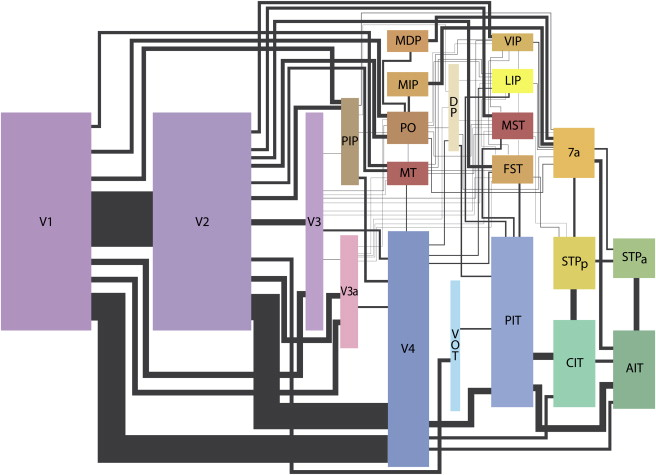 MDP
VIP
MIP
LIP
DP
PIP
PO
MST
7a
MT
FST
V1
V2
V3
STPp
STPa
V3a
V4
VOT
PIT
CIT
AIT